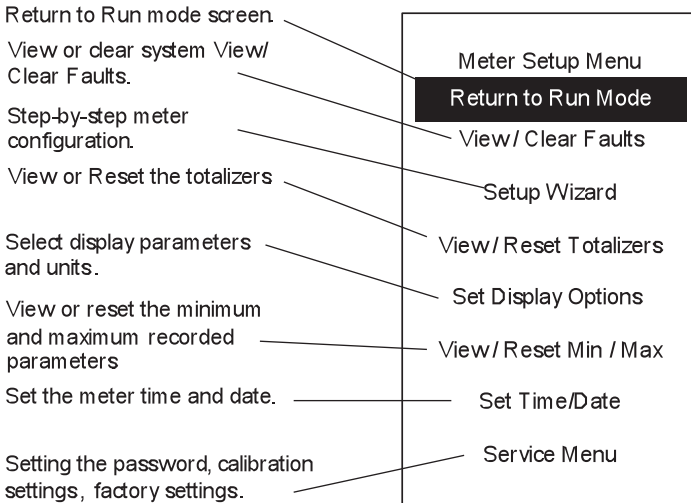 Return to Run mode screen.
View or clear system View/
Clear Faults.
Step-by-step meter
configuration.
View or Reset the totalizers
Select display parameters
and units.
View or reset the minimum
and maximum recorded
parameters
Set the meter time and date.
Setting the password, calibration
settings, factory settings.
Meter Setup Menu
Return to Run Mode
View / Clear Faults
Setup Wizard
View / Reset Totalizers
Set Display Options
View / Reset Min / Max
Set Time/Date
Service Menu